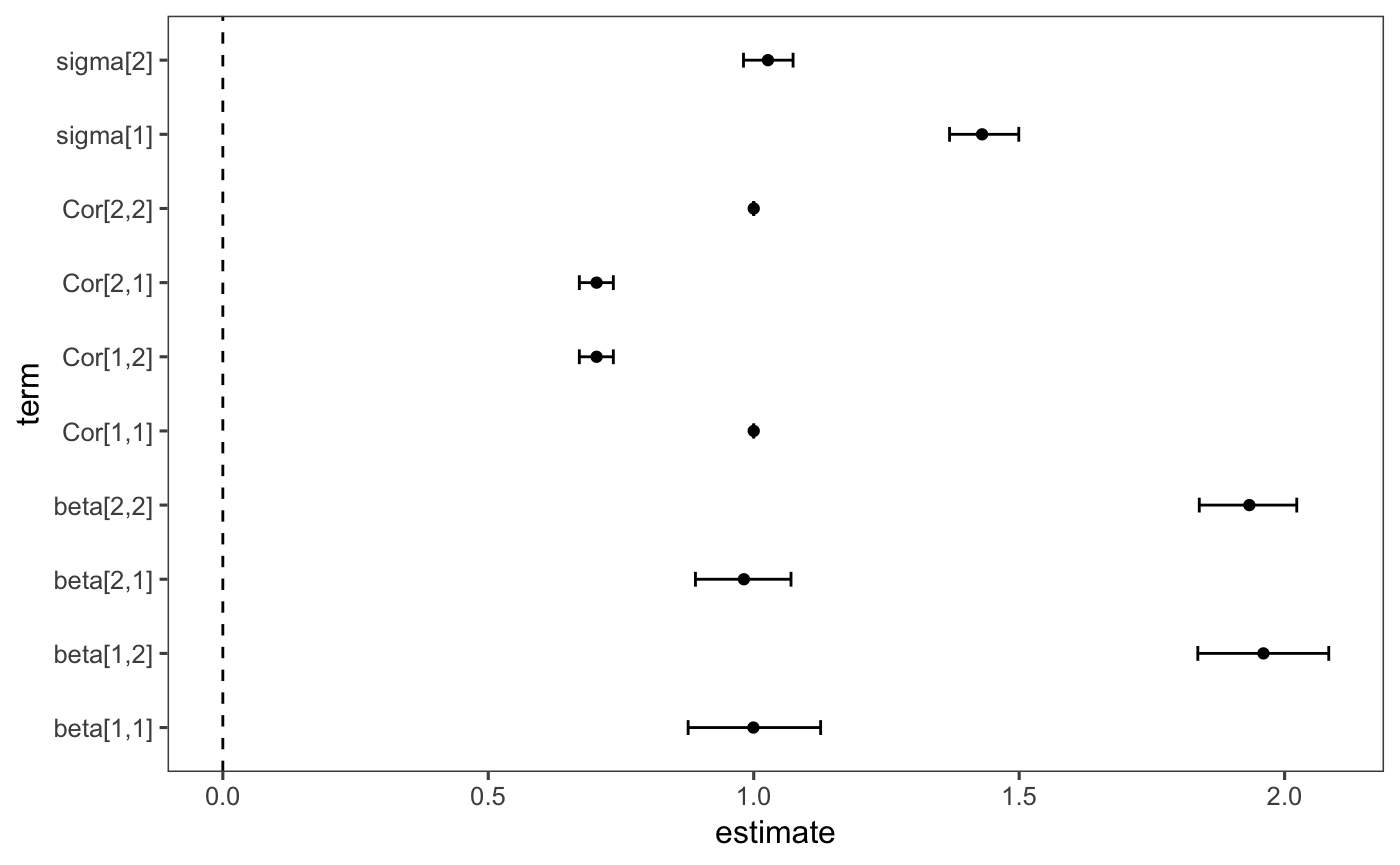 sigma[2]
sigma[1]
Cor[2,2]
Cor[2,1]
Cor[1,2]
Cor[1,1]
beta[2,2]
beta[2,1]
beta[1,2]
beta[1,1]
term
0.0 0.5 1.0 1.5 2.0
estimate